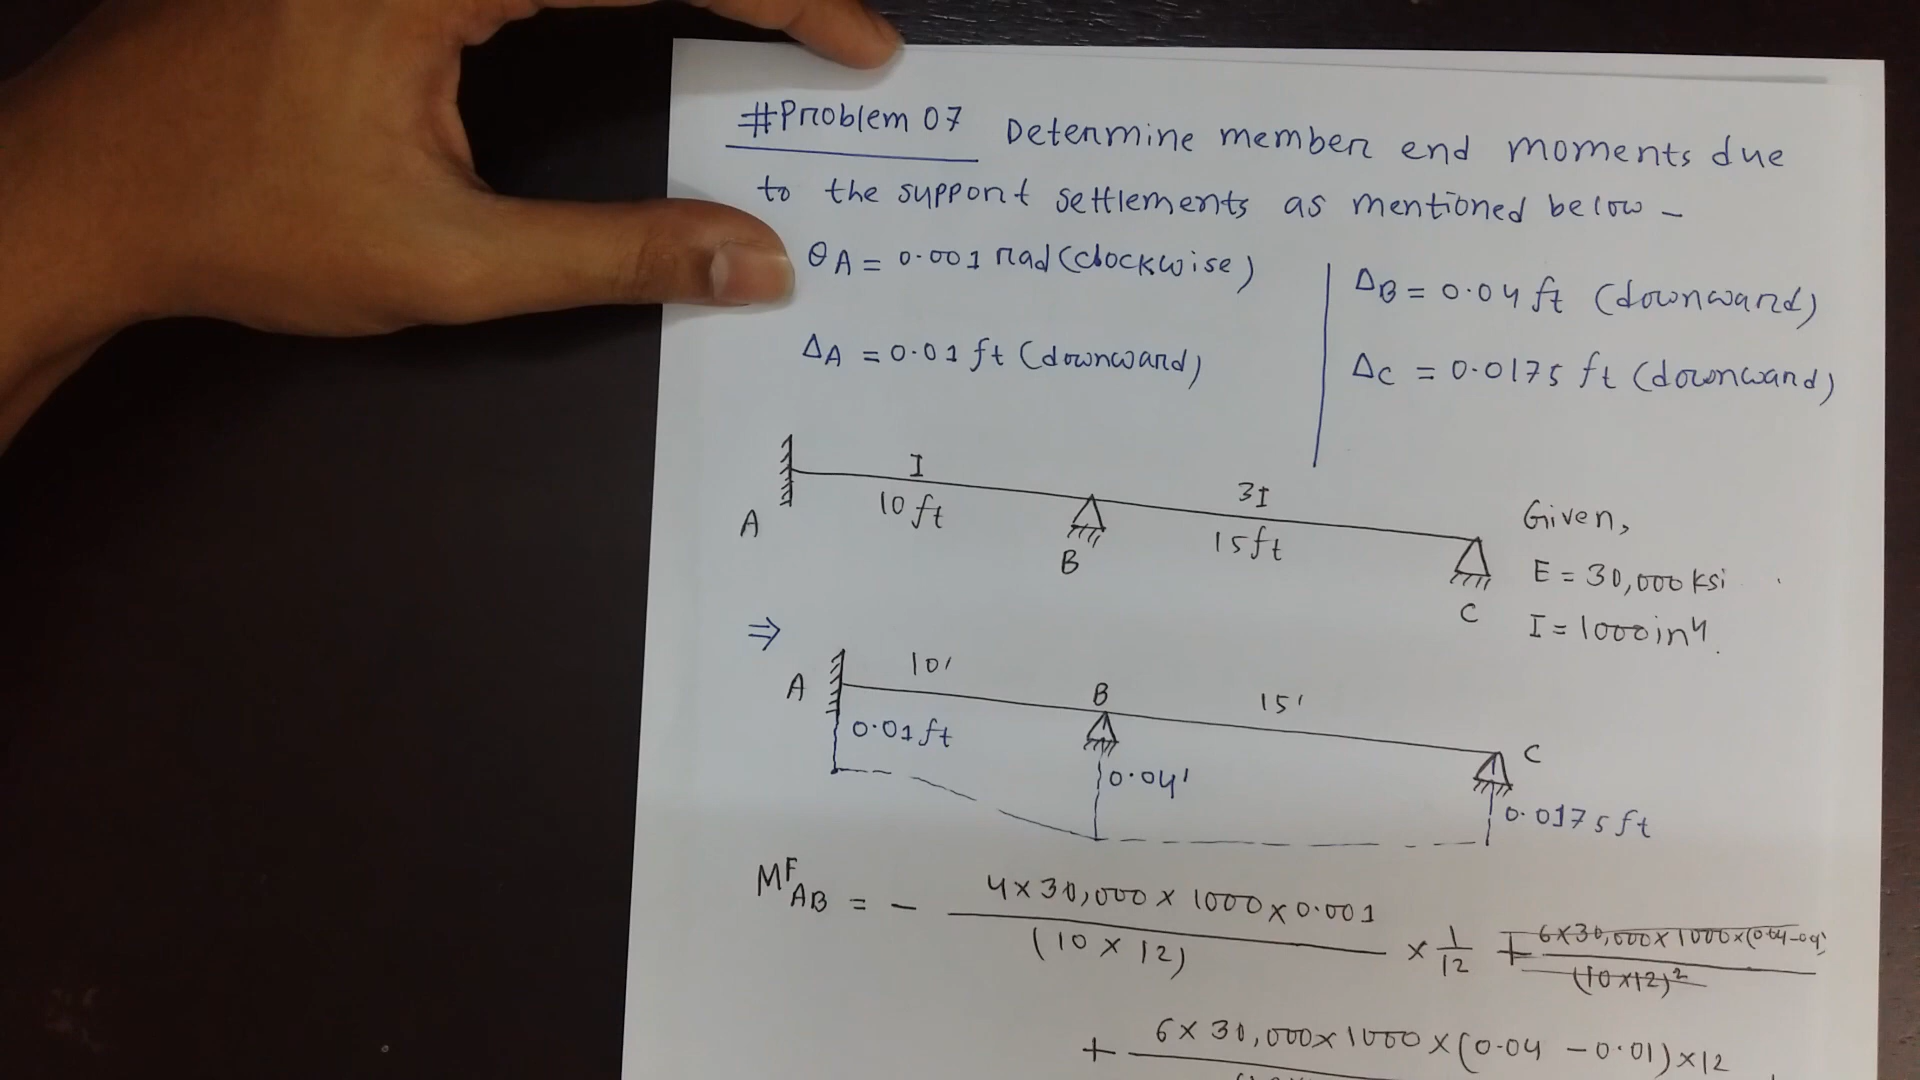 #Problem 07 Determine member end moments due
to the support settlements as mentioned below -
θA = 0.001 rad (clockwise)
ΔA = 0.01 ft (downward)
ΔB = 0.04 ft (downward)
ΔC = 0.0175 ft (downward)
I
10 ft
3I
15ft
A
B
C
Given,
E = 30,000 ksi
I = 1000in4.
⇒
A
10'
B
15'
C
0.01 ft
0.04'
0.0175 ft
MFAB = - 4 x 30,000 x 1000 x 0.001
(10 x 12)
x 1/12 +
(10x12)2
+ 6 x 30,000 x 1000 x (0.04 - 0.01) x 12